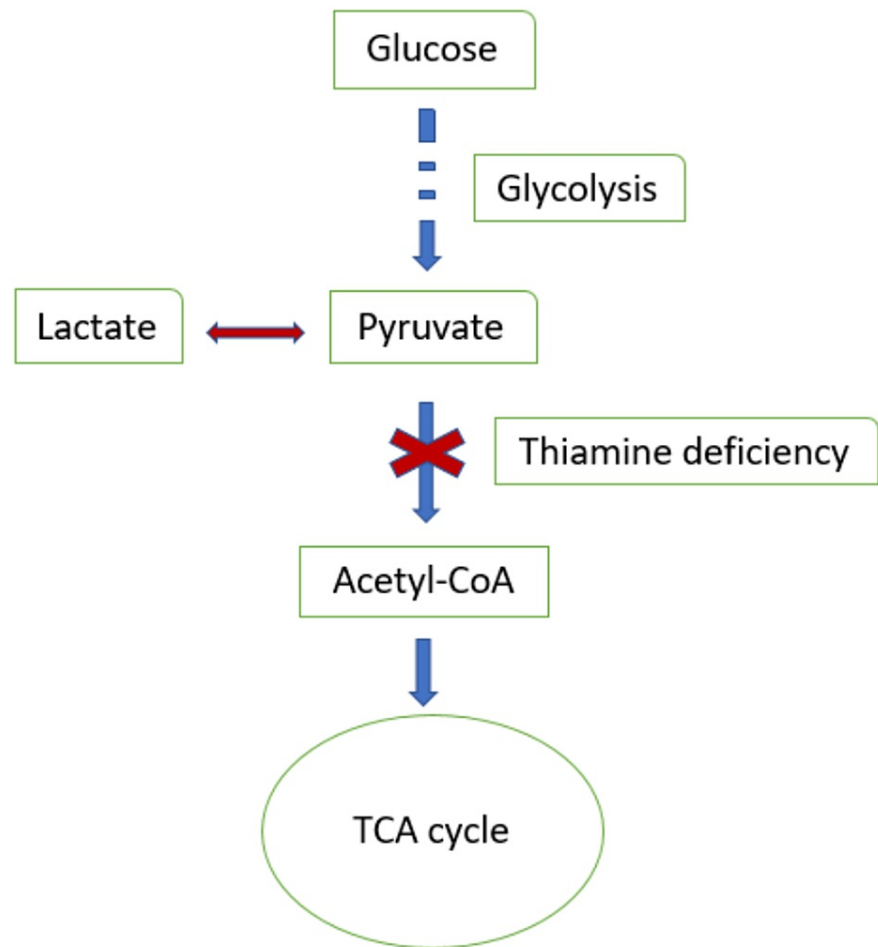 Glucose
Glycolysis
Lactate
Pyruvate
Thiamine deficiency
Acetyl-CoA
TCA cycle